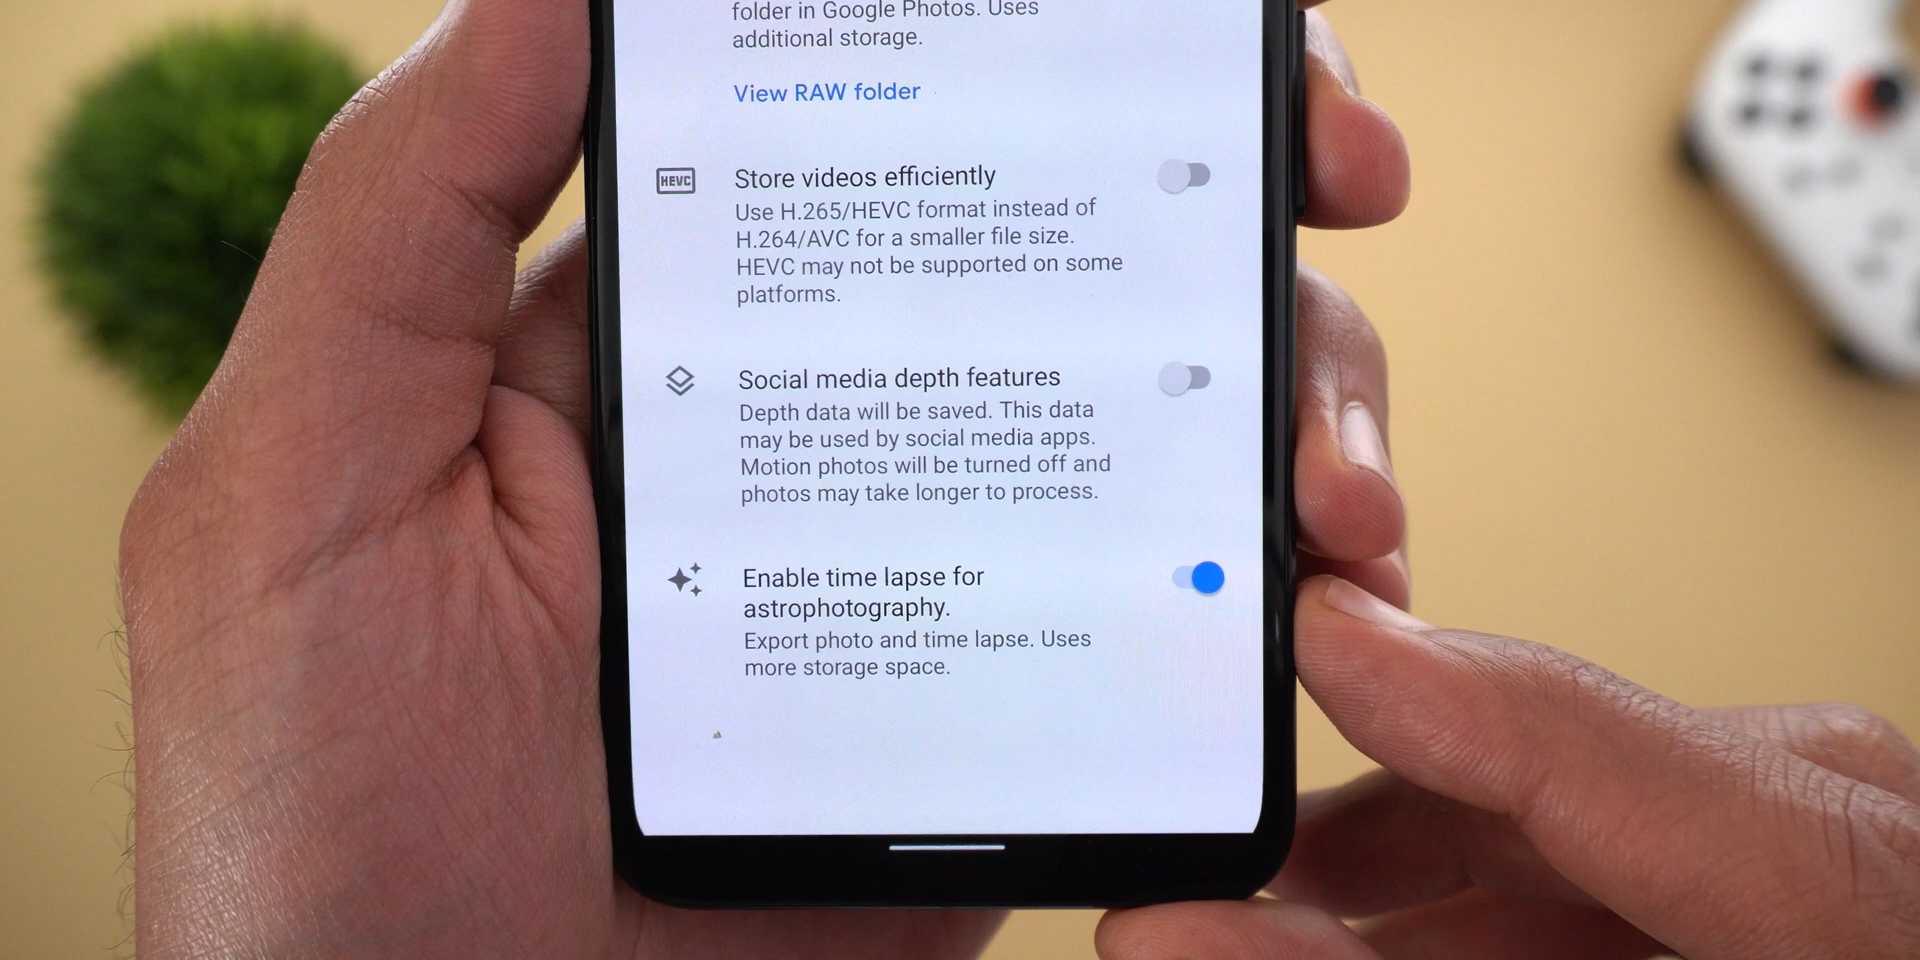 folder in Google Photos. Uses
additional storage.
View RAW folder
HEVC
Store videos efficiently
Use H.265/HEVC format instead of
H.264/AVC for a smaller file size.
HEVC may not be supported on some
platforms.
Social media depth features
Depth data will be saved. This data
may be used by social media apps.
Motion photos will be turned off and
photos may take longer to process.
Enable time lapse for
astrophotography.
Export photo and time lapse. Uses
more storage space.